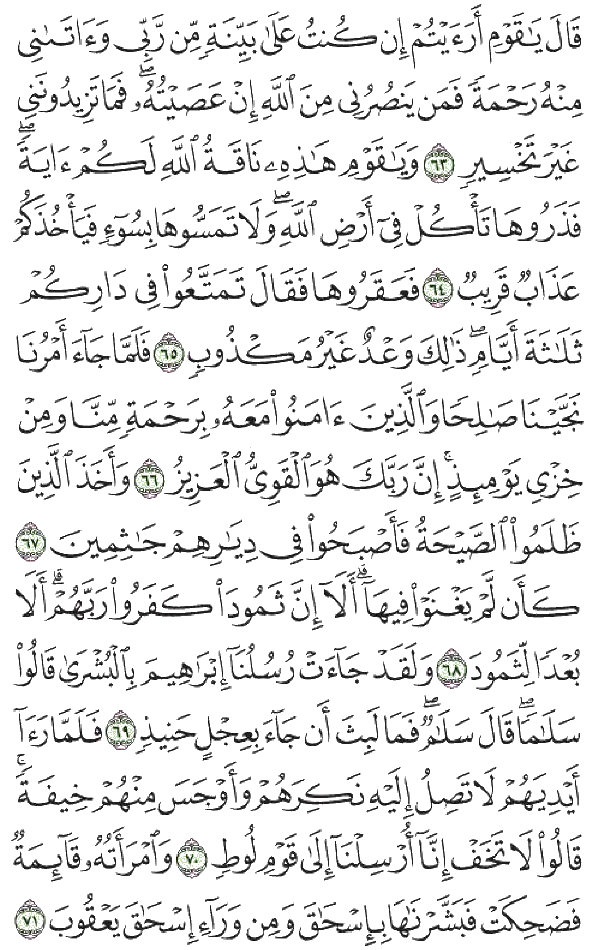 قَالَ يَٰقَوْمِ أَرَءَيْتُمْ إِن كُنتُ عَلَىٰ بَيِّنَةٍ مِّن رَّبِّى وَءَاتَىٰنِى
مِنْهُ رَحْمَةً فَمَن يَنصُرُنِى مِنَ ٱللَّهِ إِنْ عَصَيْتُهُۥ ۖ فَمَا تَزِيدُونَنِى
غَيْرَ تَخْسِيرٍ ٦٣ وَيَٰقَوْمِ هَٰذِهِۦ نَاقَةُ ٱللَّهِ لَكُمْ ءَايَةً ۖ
فَذَرُوهَا تَأْكُلْ فِىٓ أَرْضِ ٱللَّهِ ۖ وَلَا تَمَسُّوهَا بِسُوٓءٍ فَيَأْخُذَكُمْ
عَذَابٌ قَرِيبٌ ٦٤ فَعَقَرُوهَا فَقَالَ تَمَتَّعُوا۟ فِى دَارِكُمْ
ثَلَٰثَةَ أَيَّامٍ ۖ ذَٰلِكَ وَعْدٌ غَيْرُ مَكْذُوبٍ ٦٥ فَلَمَّا جَآءَ أَمْرُنَا
نَجَّيْنَا صَٰلِحًا وَٱلَّذِينَ ءَامَنُوا۟ مَعَهُۥ بِرَحْمَةٍ مِّنَّا وَمِنْ
خِزْىِ يَوْمِئِذٍ ۗ إِنَّ رَبَّكَ هُوَ ٱلْقَوِىُّ ٱلْعَزِيزُ ٦٦ وَأَخَذَ ٱلَّذِينَ
ظَلَمُوا۟ ٱلصَّيْحَةُ فَأَصْبَحُوا۟ فِى دِيَٰرِهِمْ جَٰثِمِينَ ٦٧
كَأَن لَّمْ يَغْنَوْا۟ فِيهَآ ۗ أَلَآ إِنَّ ثَمُودَا۟ كَفَرُوا۟ رَبَّهُمْ ۗ أَلَا
بُعْدًا لِّثَمُودَ ٦٨ وَلَقَدْ جَآءَتْ رُسُلُنَآ إِبْرَٰهِيمَ بِٱلْبُشْرَىٰ قَالُوا۟
سَلَٰمًا ۖ قَالَ سَلَٰمٌ ۖ فَمَا لَبِثَ أَن جَآءَ بِعِجْلٍ حَنِيذٍ ٦٩ فَلَمَّا رَءَآ
أَيْدِيَهُمْ لَا تَصِلُ إِلَيْهِ نَكِرَهُمْ وَأَوْجَسَ مِنْهُمْ خِيفَةً ۚ
قَالُوا۟ لَا تَخَفْ إِنَّآ أُرْسِلْنَآ إِلَىٰ قَوْمِ لُوطٍ ٧٠ وَٱمْرَأَتُهُۥ قَآئِمَةٌ
فَضَحِكَتْ فَبَشَّرْنَٰهَا بِإِسْحَٰقَ وَمِن وَرَآءِ إِسْحَٰقَ يَعْقُوبَ ٧١